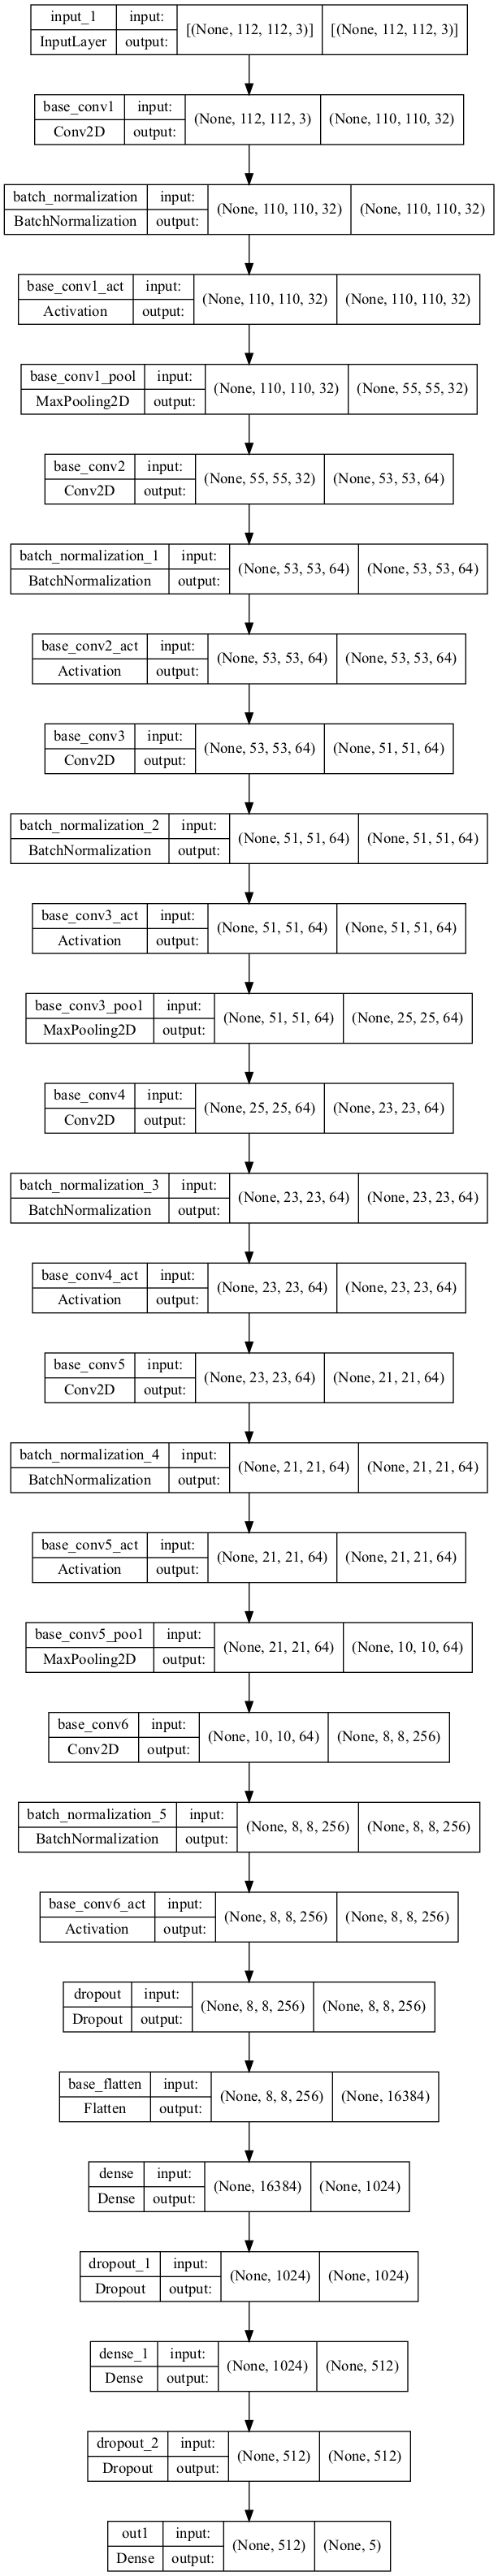 input_1 input: [(None, 112, 112, 3)] [(None, 112, 112, 3)]
InputLayer output:
base_conv1 input: (None, 112, 112, 3) (None, 110, 110, 32)
Conv2D output:
batch_normalization input: (None, 110, 110, 32) (None, 110, 110, 32)
BatchNormalization output:
base_conv1_act input: (None, 110, 110, 32) (None, 110, 110, 32)
Activation output:
base_conv1_pool input: (None, 110, 110, 32) (None, 55, 55, 32)
MaxPooling2D output:
base_conv2 input: (None, 55, 55, 32) (None, 53, 53, 64)
Conv2D output:
batch_normalization_1 input: (None, 53, 53, 64) (None, 53, 53, 64)
BatchNormalization output:
base_conv2_act input: (None, 53, 53, 64) (None, 53, 53, 64)
Activation output:
base_conv3 input: (None, 53, 53, 64) (None, 51, 51, 64)
Conv2D output:
batch_normalization_2 input: (None, 51, 51, 64) (None, 51, 51, 64)
BatchNormalization output:
base_conv3_act input: (None, 51, 51, 64) (None, 51, 51, 64)
Activation output:
base_conv3_pool input: (None, 51, 51, 64) (None, 25, 25, 64)
MaxPooling2D output:
base_conv4 input: (None, 25, 25, 64) (None, 23, 23, 64)
Conv2D output:
batch_normalization_3 input: (None, 23, 23, 64) (None, 23, 23, 64)
BatchNormalization output:
base_conv4_act input: (None, 23, 23, 64) (None, 23, 23, 64)
Activation output:
base_conv5 input: (None, 23, 23, 64) (None, 21, 21, 64)
Conv2D output:
batch_normalization_4 input: (None, 21, 21, 64) (None, 21, 21, 64)
BatchNormalization output:
base_conv5_act input: (None, 21, 21, 64) (None, 21, 21, 64)
Activation output:
base_conv5_pool input: (None, 21, 21, 64) (None, 10, 10, 64)
MaxPooling2D output:
base_conv6 input: (None, 10, 10, 64) (None, 8, 8, 256)
Conv2D output:
batch_normalization_5 input: (None, 8, 8, 256) (None, 8, 8, 256)
BatchNormalization output:
base_conv6_act input: (None, 8, 8, 256) (None, 8, 8, 256)
Activation output:
dropout input: (None, 8, 8, 256) (None, 8, 8, 256)
Dropout output:
base_flatten input: (None, 8, 8, 256) (None, 16384)
Flatten output:
dense input: (None, 16384) (None, 1024)
Dense output:
dropout_1 input: (None, 1024) (None, 1024)
Dropout output:
dense_1 input: (None, 1024) (None, 512)
Dense output:
dropout_2 input: (None, 512) (None, 512)
Dropout output:
out1 input: (None, 512) (None, 5)
Dense output: